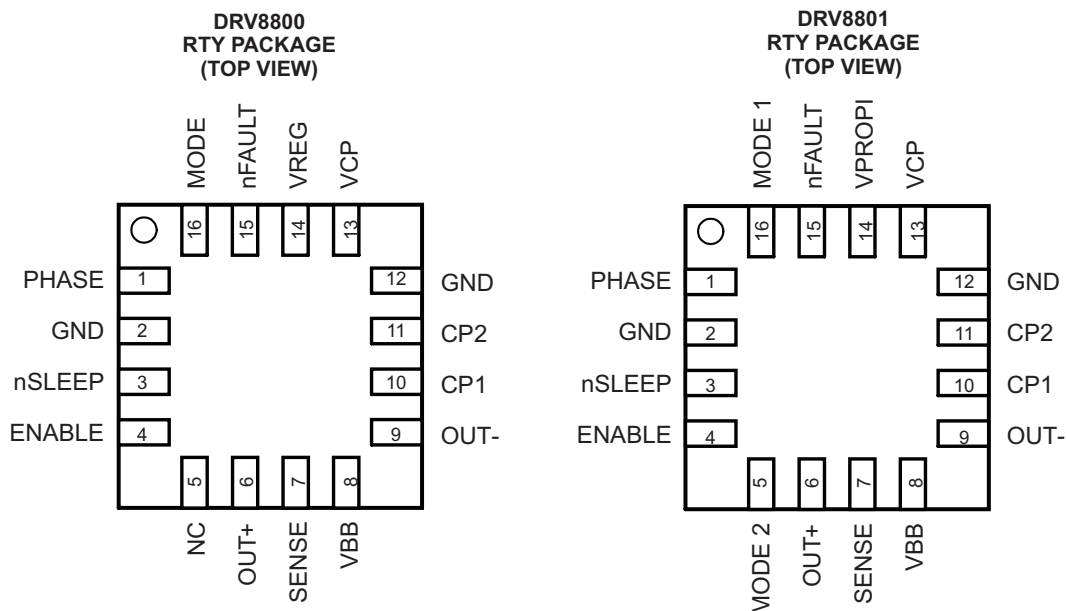 DRV8800
RTY PACKAGE
(TOP VIEW)
MODE
nFAULT
VREG
VCP
16
15
14
13
PHASE 1
GND 2
nSLEEP 3
ENABLE 4
12 GND
11 CP2
10 CP1
9 OUT-
5
6
7
8
NC
OUT+
SENSE
VBB
DRV8801
RTY PACKAGE
(TOP VIEW)
MODE 1
nFAULT
VPROPI
VCP
16
15
14
13
PHASE 1
GND 2
nSLEEP 3
ENABLE 4
12 GND
11 CP2
10 CP1
9 OUT-
5
6
7
8
MODE 2
OUT+
SENSE
VBB